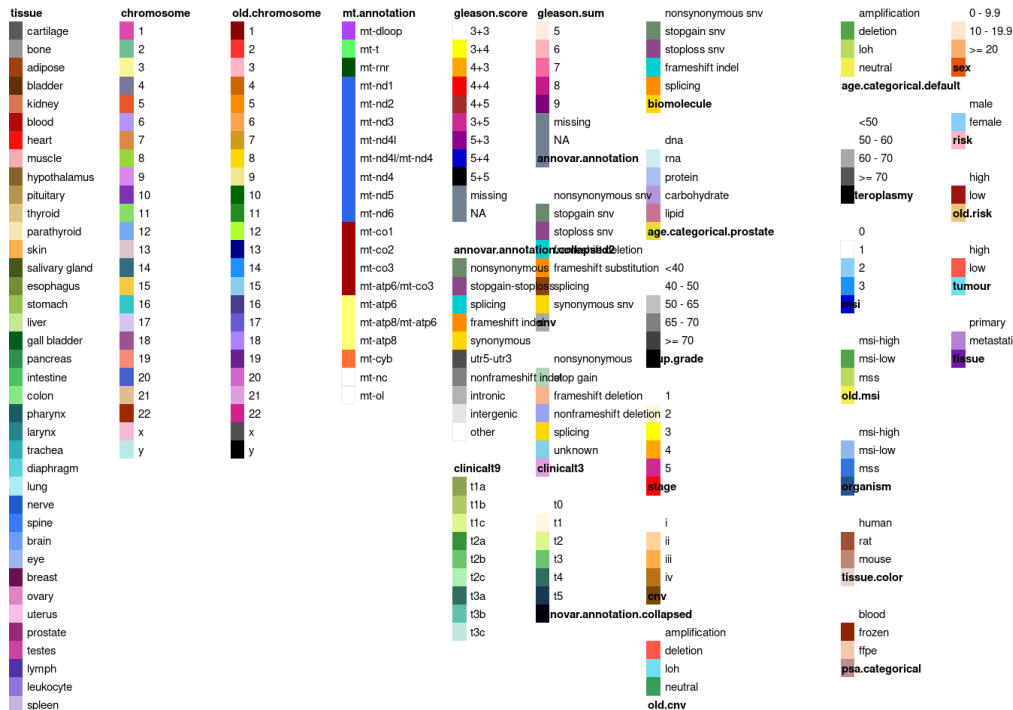 tissue
cartilage
bone
adipose
bladder
kidney
blood
heart
muscle
hypothalamus
pituitary
thyroid
parathyroid
skin
salivary gland
esophagus
stomach
liver
gall bladder
pancreas
intestine
colon
pharynx
larynx
trachea
diaphragm
lung
nerve
spine
brain
eye
breast
ovary
uterus
prostate
testes
lymph
leukocyte
spleen
chromosome
1
2
3
4
5
6
7
8
9
10
11
12
13
14
15
16
17
18
19
20
21
22
x
y
old.chromosome
1
2
3
4
5
6
7
8
9
10
11
12
13
14
15
16
17
18
19
20
21
22
x
y
mt.annotation
mt-dloop
mt-t
mt-rnr
mt-nd1
mt-nd2
mt-nd3
mt-nd4l
mt-nd4l/mt-nd4
mt-nd4
mt-nd5
mt-nd6
mt-co1
mt-co2
mt-co3
mt-atp6/mt-co3
mt-atp6
mt-atp8/mt-atp6
mt-atp8
mt-cyb
mt-nc
mt-ol
gleason.score
3+3
3+4
4+3
4+4
4+5
3+5
5+3
5+4
5+5
missing
NA
annovar.annotation.collapsed2
nonsynonymous
stopgain-stoploss
splicing
frameshift indel
synonymous
utr5-utr3
nonframeshift indel
intronic
intergenic
other
clinicalt9
t1a
t1b
t1c
t2a
t2b
t2c
t3a
t3b
t3c
gleason.sum
5
6
7
8
9
missing
NA
annovar.annotation
nonsynonymous snv
stopgain snv
stoploss snv
deletion
frameshift substitution
splicing
synonymous snv
snv
nonsynonymous
stop gain
frameshift deletion
nonframeshift deletion
splicing
unknown
clinicalt3
t0
t1
t2
t3
t4
t5
novar.annotation.collapsed
nonsynonymous snv
stopgain snv
stoploss snv
frameshift indel
splicing
biomolecule
dna
rna
protein
carbohydrate
lipid
age.categorical.prostate
<40
40 - 50
50 - 65
65 - 70
>= 70
up.grade
1
2
3
4
5
stage
i
ii
iii
iv
cnv
amplification
deletion
loh
neutral
old.cnv
amplification
deletion
loh
neutral
age.categorical.default
<50
50 - 60
60 - 70
>= 70
teroplasmy
0
1
2
3
msi
msi-high
msi-low
mss
old.msi
msi-high
msi-low
mss
organism
human
rat
mouse
tissue.color
blood
frozen
ffpe
psa.categorical
0 - 9.9
10 - 19.9
>= 20
sex
male
female
risk
high
low
old.risk
high
low
tumour
primary
metastati
tissue